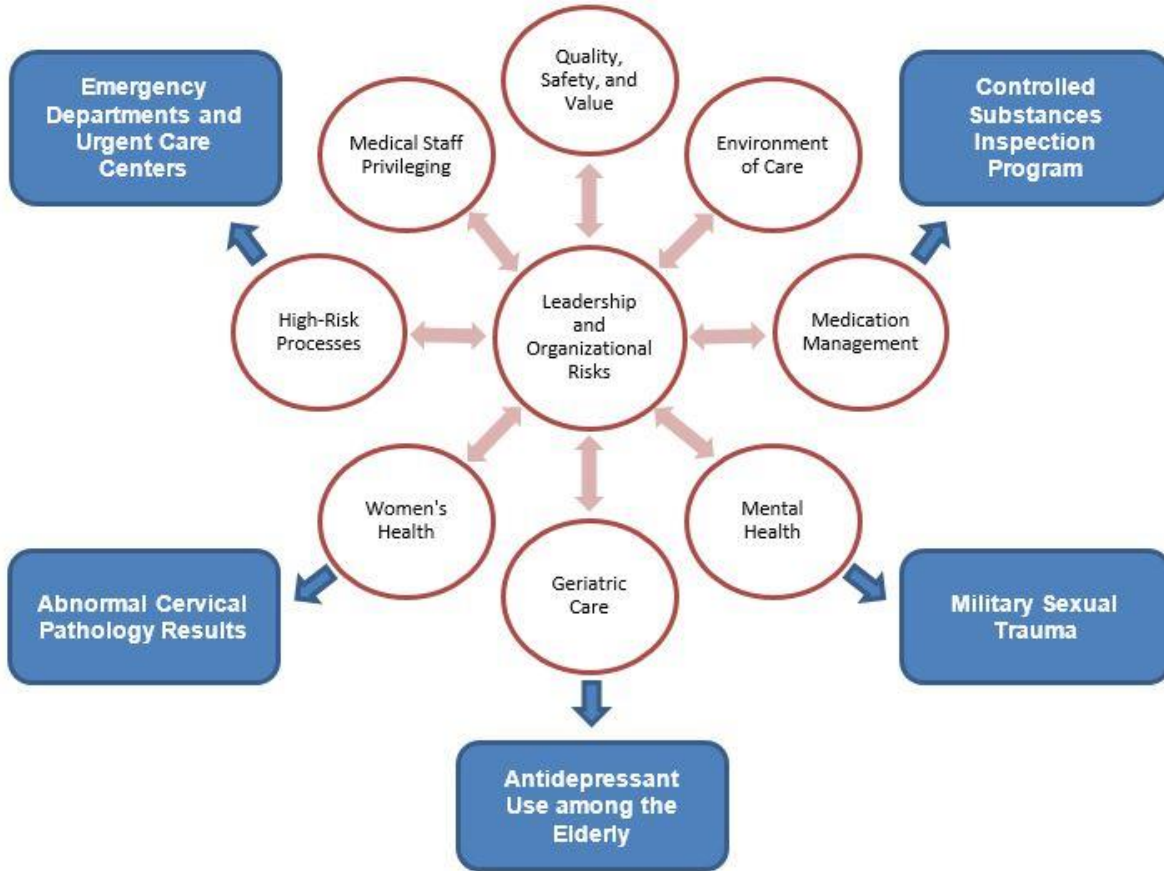 Quality,
Safety, and
Value
Emergency
Departments and
Urgent Care
Centers
Medical Staff
Privileging
Environment
of Care
Controlled
Substances
Inspection
Program
High-Risk
Processes
Leadership
and
Organizational
Risks
Medication
Management
Women's
Health
Mental
Health
Geriatric
Care
Abnormal Cervical
Pathology Results
Military Sexual
Trauma
Antidepressant
Use among the
Elderly